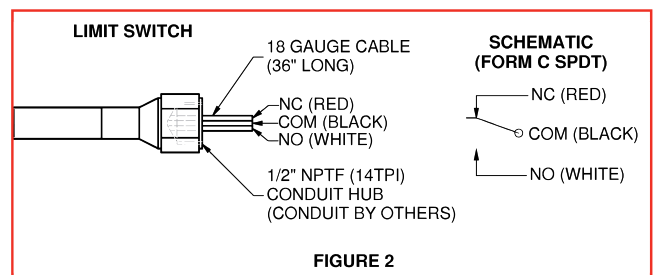 LIMIT SWITCH
18 GAUGE CABLE
(36" LONG)
NC (RED)
COM (BLACK)
NO (WHITE)
1/2" NPTF (14TPI)
CONDUIT HUB
(CONDUIT BY OTHERS)
SCHEMATIC
(FORM C SPDT)
NC (RED)
COM (BLACK)
NO (WHITE)
FIGURE 2